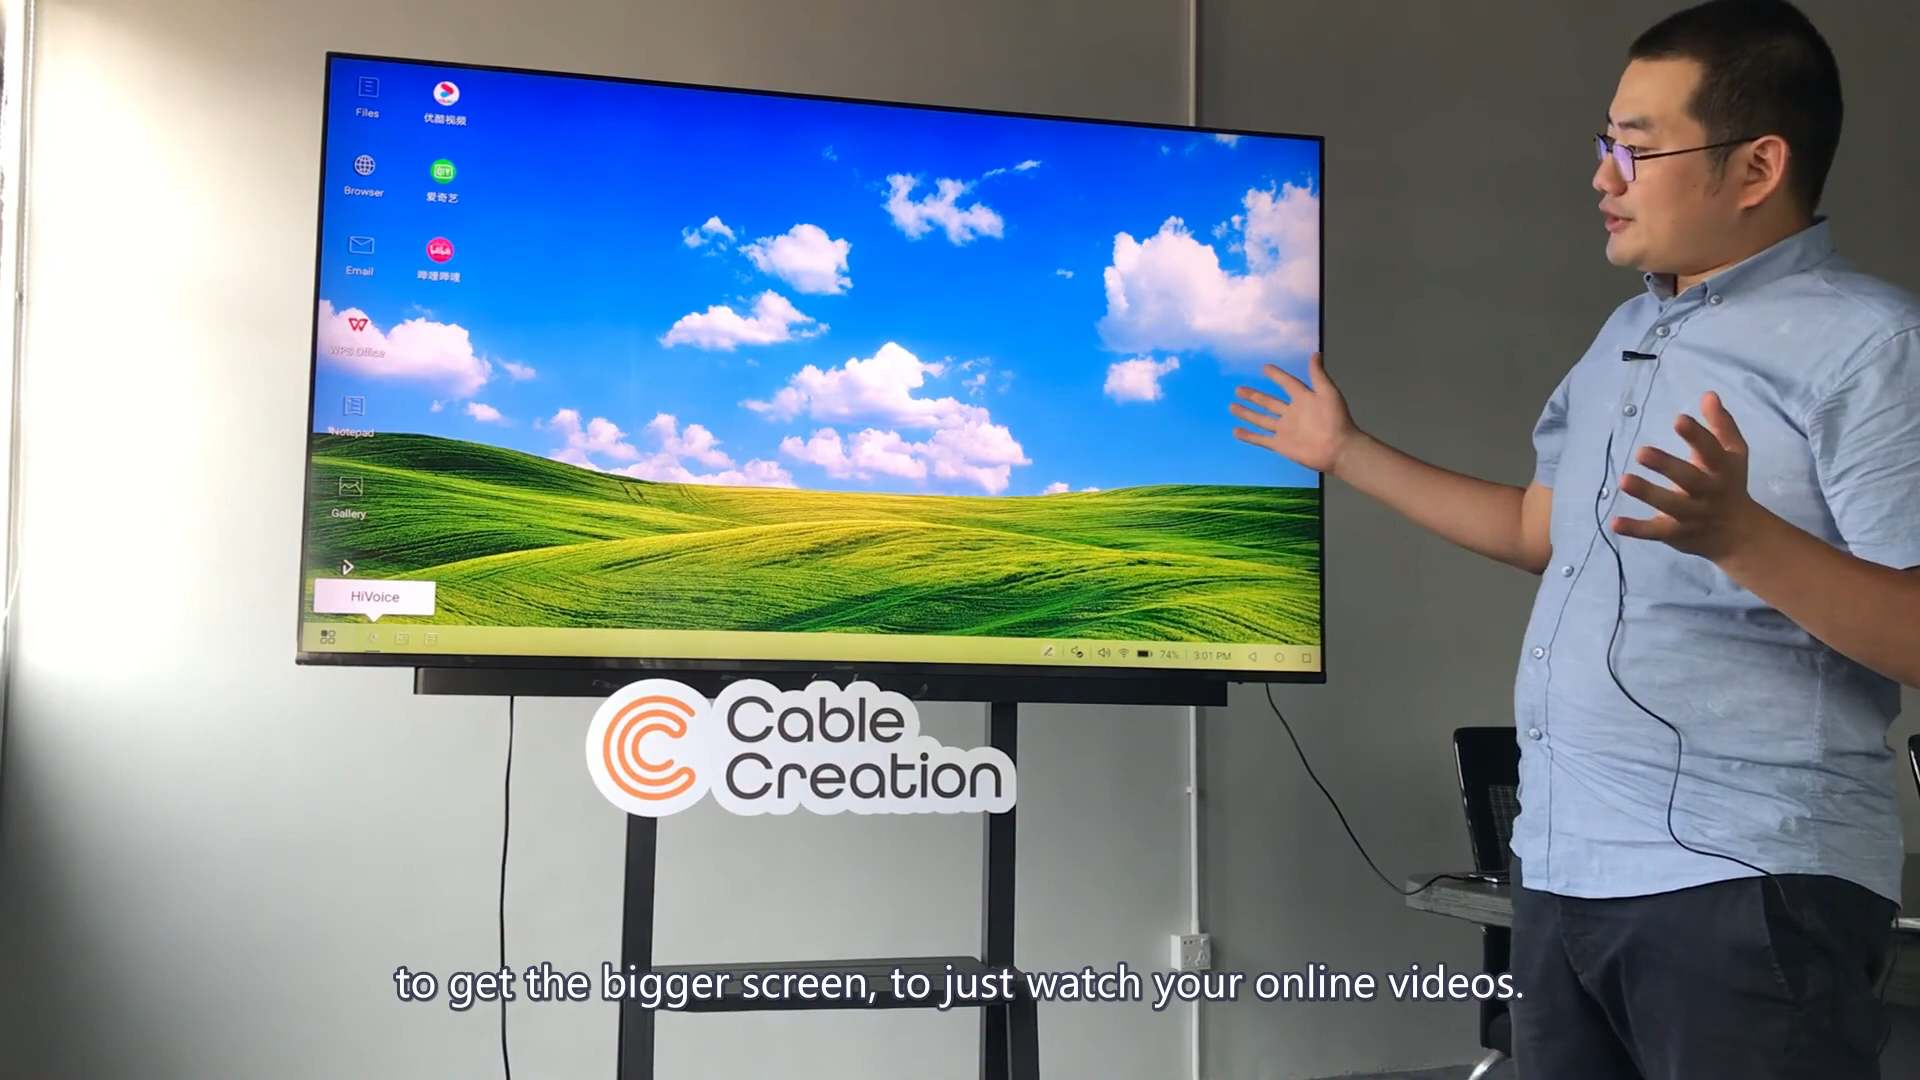 Files
优酷视频
Browser
爱奇艺
Email
哔哩哔哩
WPS Office
Notepad
Gallery
HiVoice
74%
3:01 PM
Cable
Creation
to get the bigger screen, to just watch your online videos.